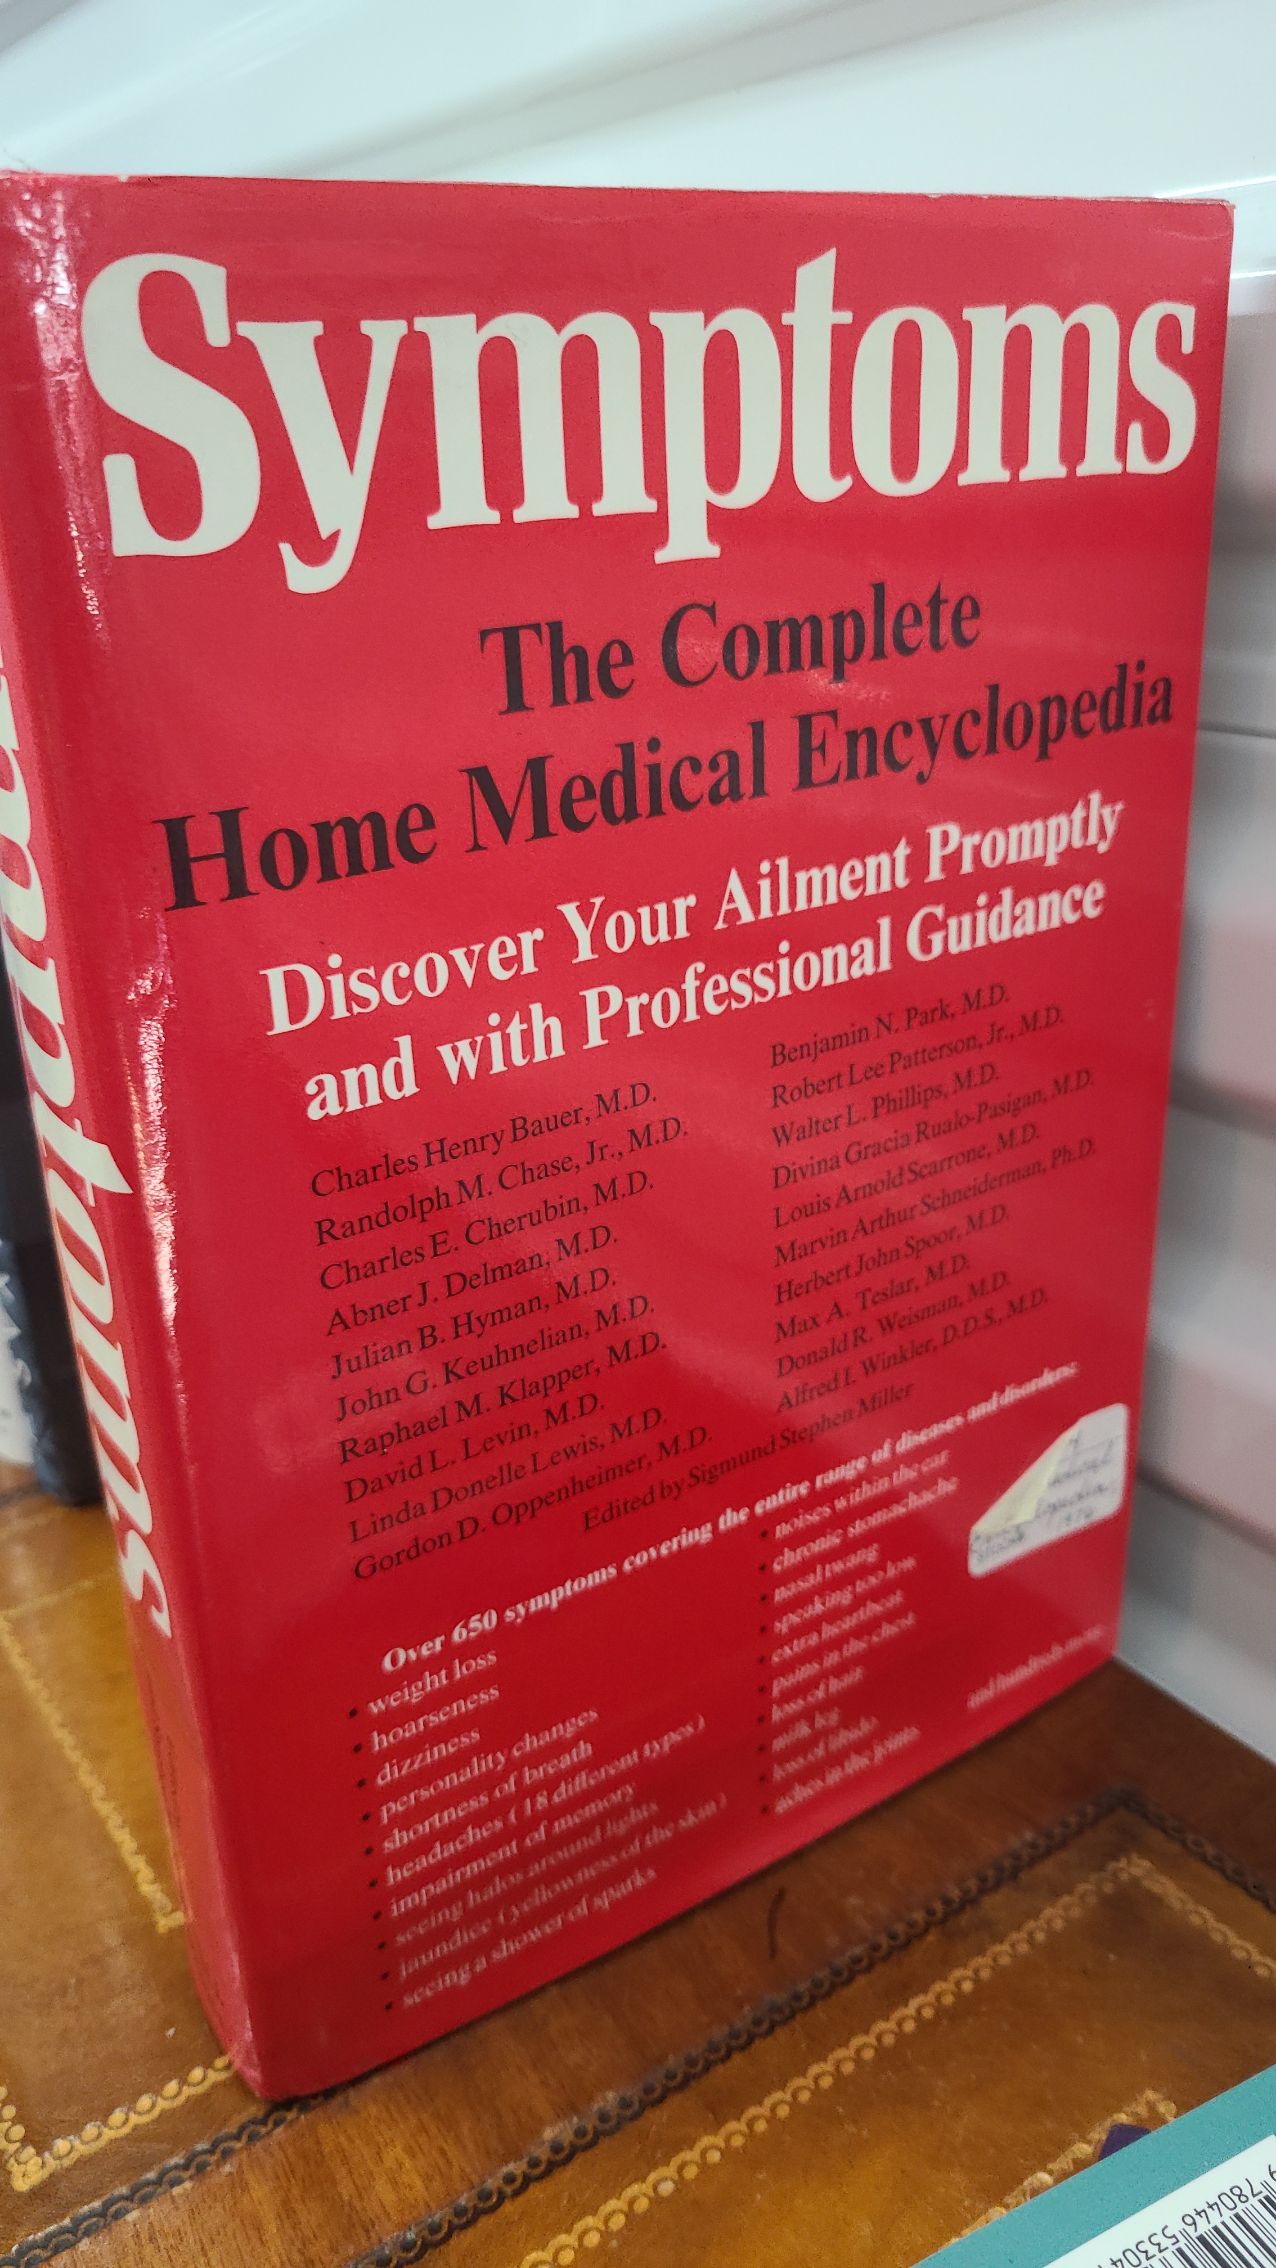 Symptoms
The Complete
Home Medical Encyclopedia
Discover Your Ailment Promptly
and with Professional Guidance
Charles Henry Bauer, M.D.
Randolph M. Chase, Jr., M.D.
Charles E. Cherubin, M.D.
Abner J. Delman, M.D.
Julian B. Hyman, M.D.
John G. Keuhnelian, M.D.
Raphael M. Klapper, M.D.
David L. Levin, M.D.
Linda Donelle Lewis, M.D.
Gordon D. Oppenheimer, M.D.
Benjamin N. Park, M.D.
Robert Lee Patterson, Jr., M.D.
Walter L. Phillips, M.D.
Divina Gracia Rualo-Pasigan, M.D.
Louis Arnold Scarrone, M.D.
Marvin Arthur Schneiderman, Ph.D.
Herbert John Spoor, M.D.
Max A. Teslar, M.D.
Donald R. Weisman, M.D.
Alfred I. Winkler, D.D.S., M.D.
Edited by Sigmund Stephen Miller
Over 650 symptoms covering the entire range of diseases and disorders:
• weight loss
• hoarseness
• dizziness
• personality changes
• shortness of breath
• headaches (18 different types)
• impairment of memory
• seeing halos around lights
• jaundice (yellowness of the skin)
• seeing a shower of sparks
• noises within the ear
• chronic stomachache
• nasal twang
• speaking too low
• extra heartbeat
• pains in the chest
• loss of hair
• milk leg
• loss of libido
• aches in the joints
and hundreds more
Symptoms
9 780446 53304